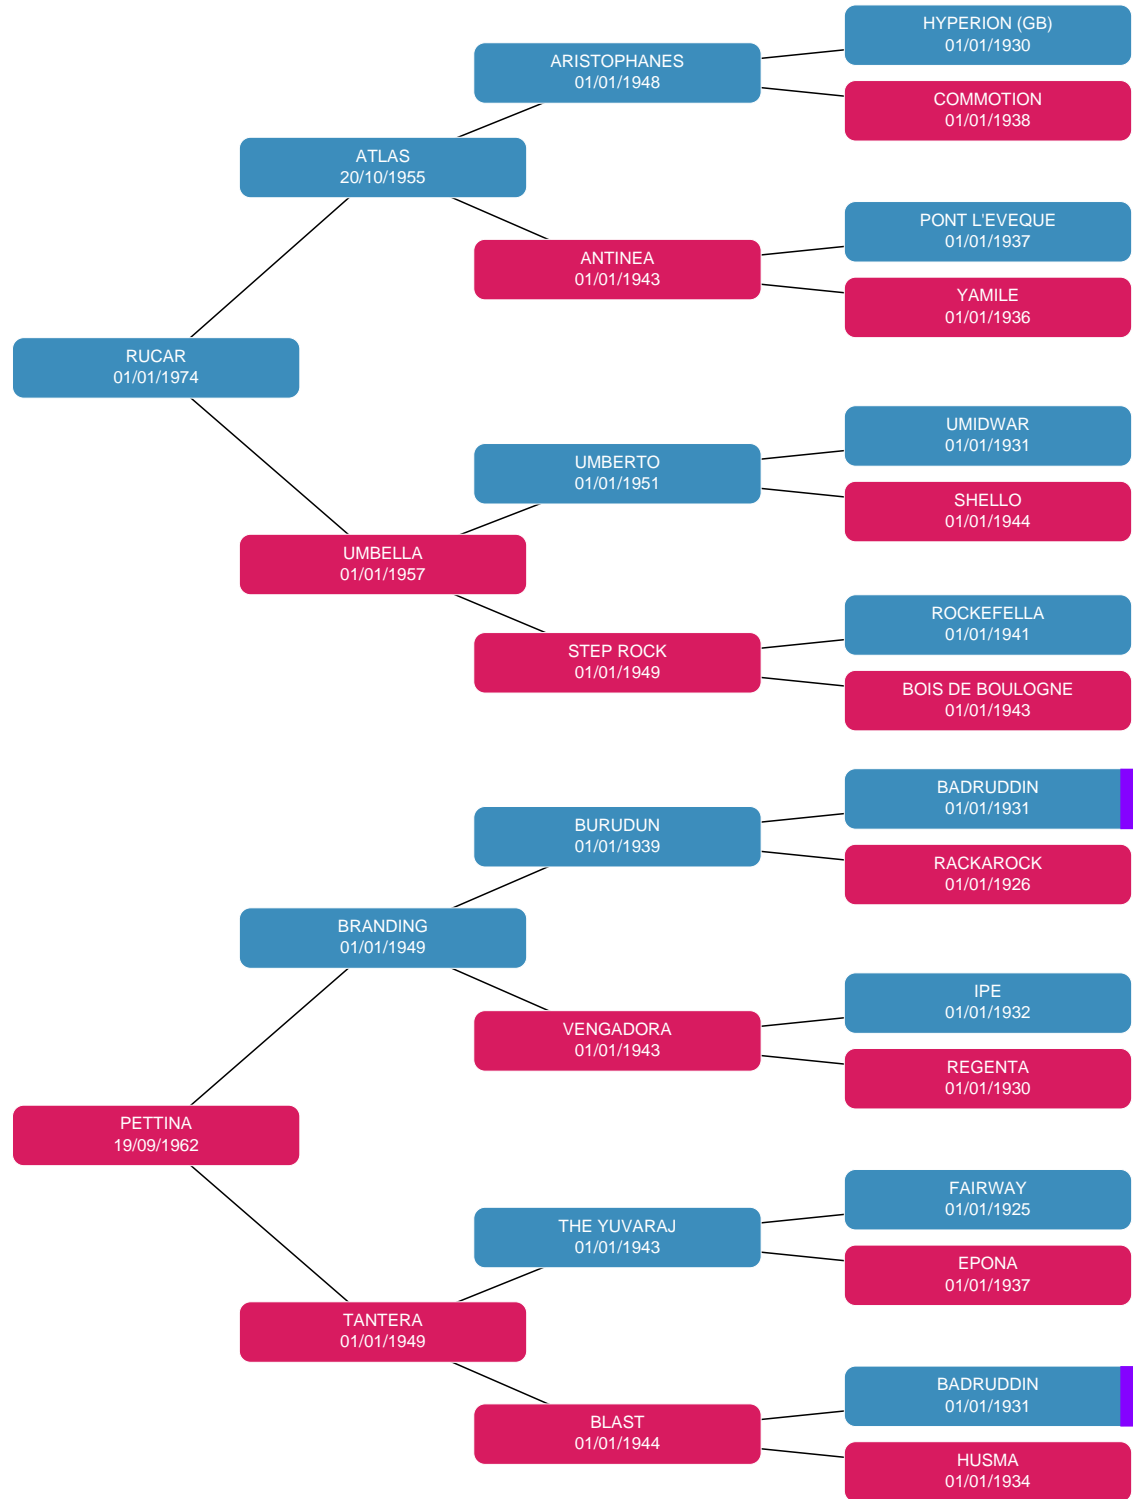 HYPERION (GB)
01/01/1930
ARISTOPHANES
01/01/1948
COMMOTION
01/01/1938
ATLAS
20/10/1955
PONT L'EVEQUE
01/01/1937
ANTINEA
01/01/1943
YAMILE
01/01/1936
RUCAR
01/01/1974
UMIDWAR
01/01/1931
UMBERTO
01/01/1951
SHELLO
01/01/1944
UMBELLA
01/01/1957
ROCKEFELLA
01/01/1941
STEP ROCK
01/01/1949
BOIS DE BOULOGNE
01/01/1943
BADRUDDIN
01/01/1931
BURUDUN
01/01/1939
RACKAROCK
01/01/1926
BRANDING
01/01/1949
IPE
01/01/1932
VENGADORA
01/01/1943
REGENTA
01/01/1930
PETTINA
19/09/1962
FAIRWAY
01/01/1925
THE YUVARAJ
01/01/1943
EPONA
01/01/1937
TANTERA
01/01/1949
BADRUDDIN
01/01/1931
BLAST
01/01/1944
HUSMA
01/01/1934